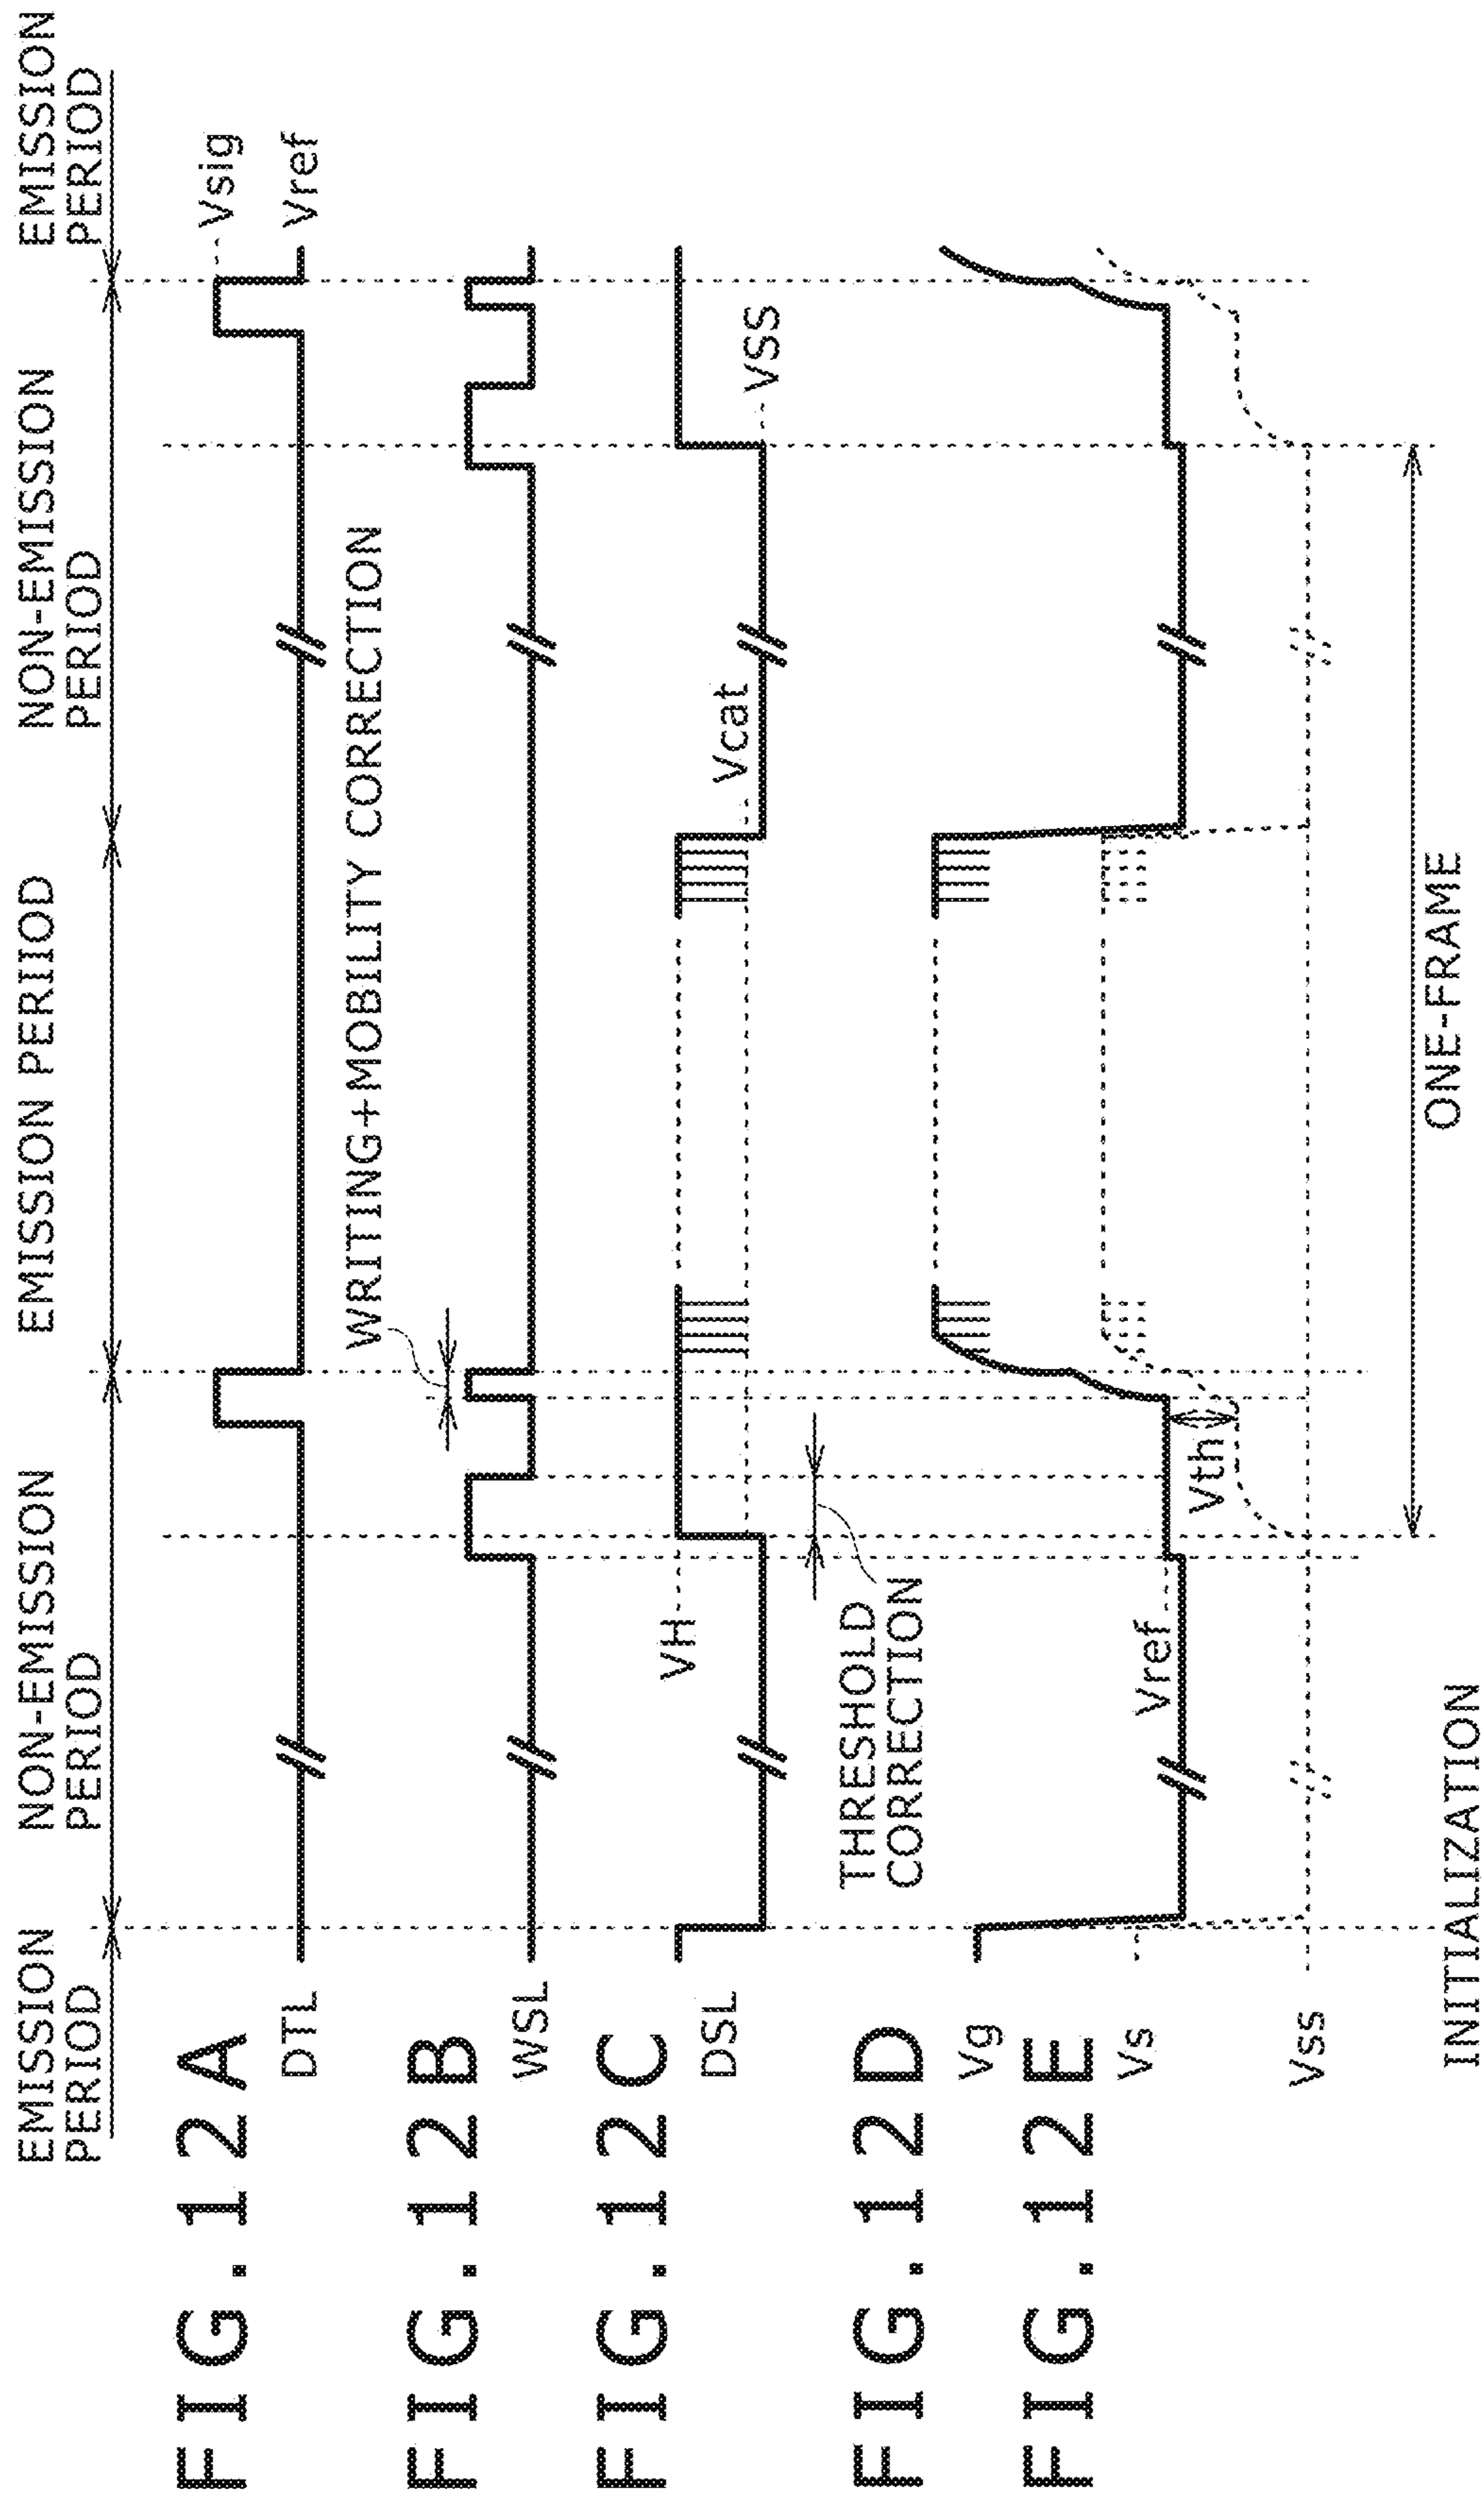 EMISSION
PERIOD
NON-EMISSION
PERIOD
EMISSION PERIIOD
NON-EMISSION
PERIOD
EMISSION
PERIOD
FIG.12A
DTL
Vsig
Vref
WRITING+MOBILITY CORRECTION
FIG.12B
WSL
FIG.12C
DSL
VH
Vcat
VSS
THRESHOLD
CORRECTION
FIG.12D
Vg
FIG.12E
Vs
Vref
Vth
Vss
ONE-FRAME
INITIALIZATION